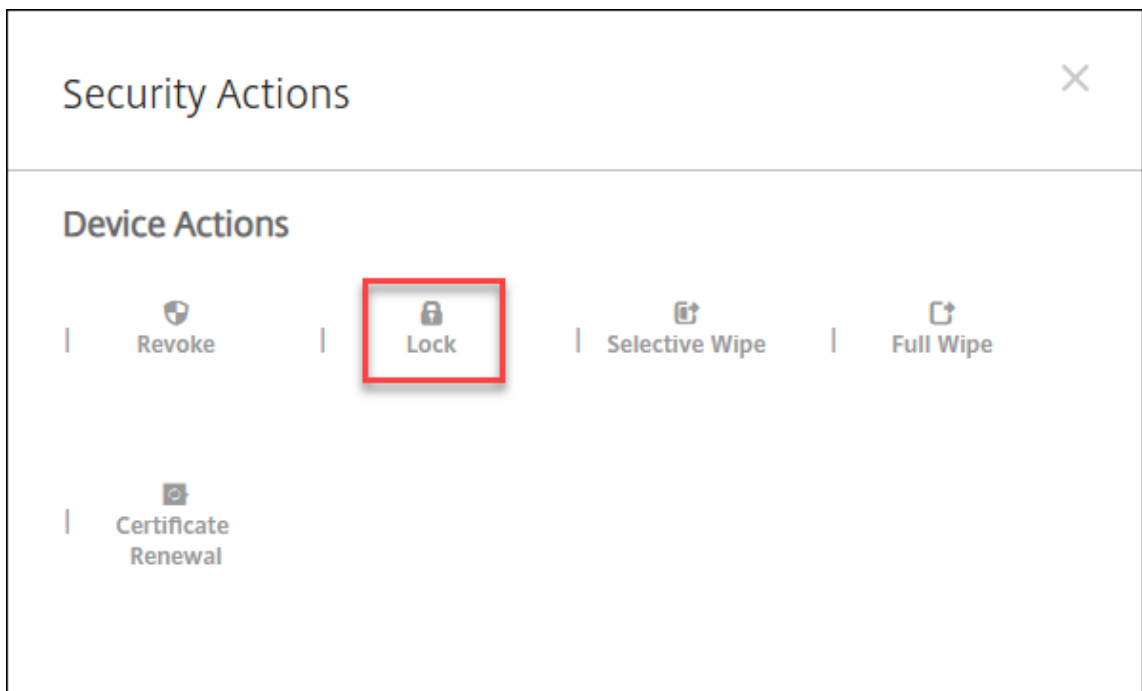 Security Actions
Device Actions
Revoke
Lock
Selective Wipe
Full Wipe
Certificate
Renewal